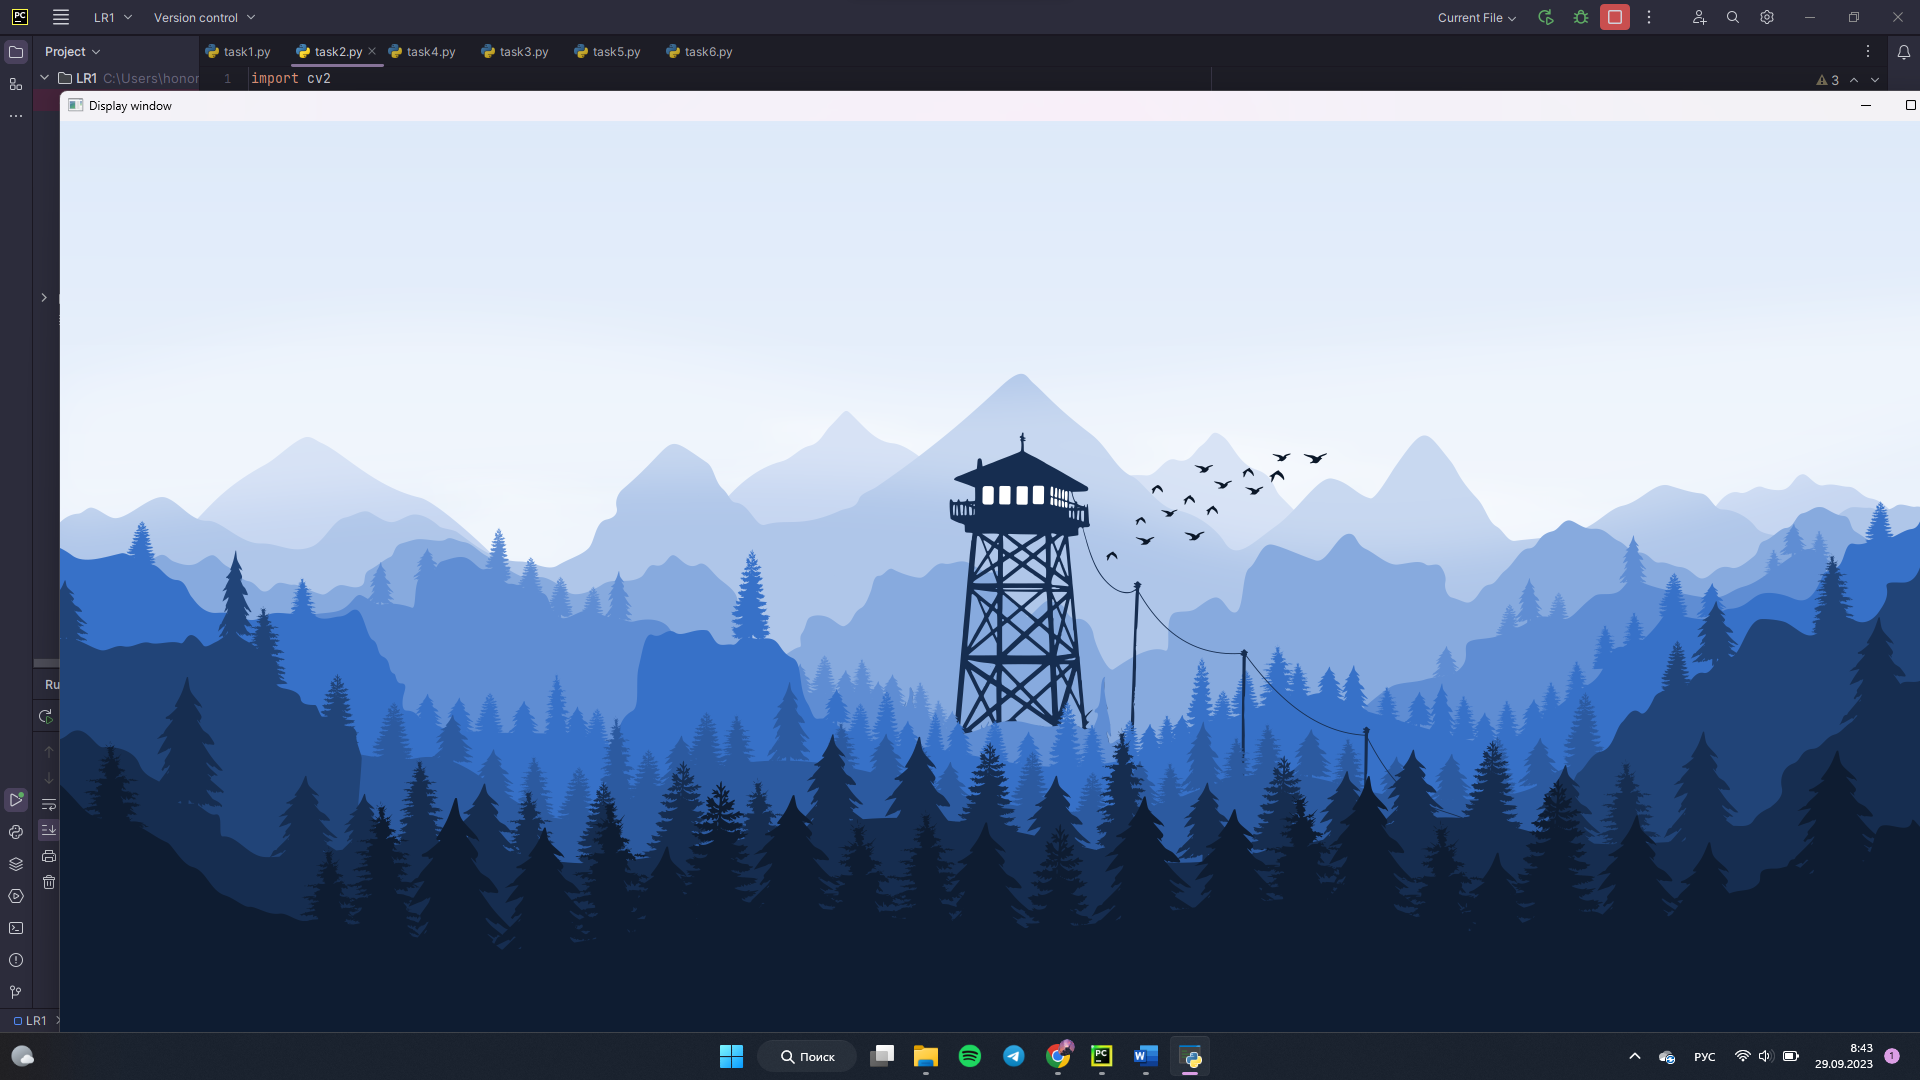 PC LR1 Version control Current File
Project task1.py task2.py task4.py task3.py task5.py task6.py
LR1 C:\Users\honor 1 import cv2 3
Display window
Ru
LR1
Поиск PC W РУС 8:43 1
29.09.2023